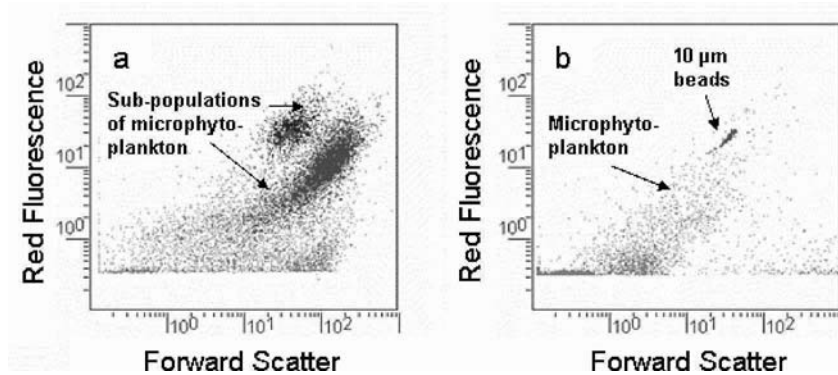 a
Sub-populations
of microphyto-
plankton
Red Fluorescence
10²
10¹
10⁰
10⁰ 10¹ 10²
Forward Scatter
b
10 µm
beads
Microphyto-
plankton
Red Fluorescence
10²
10¹
10⁰
10⁰ 10¹ 10²
Forward Scatter